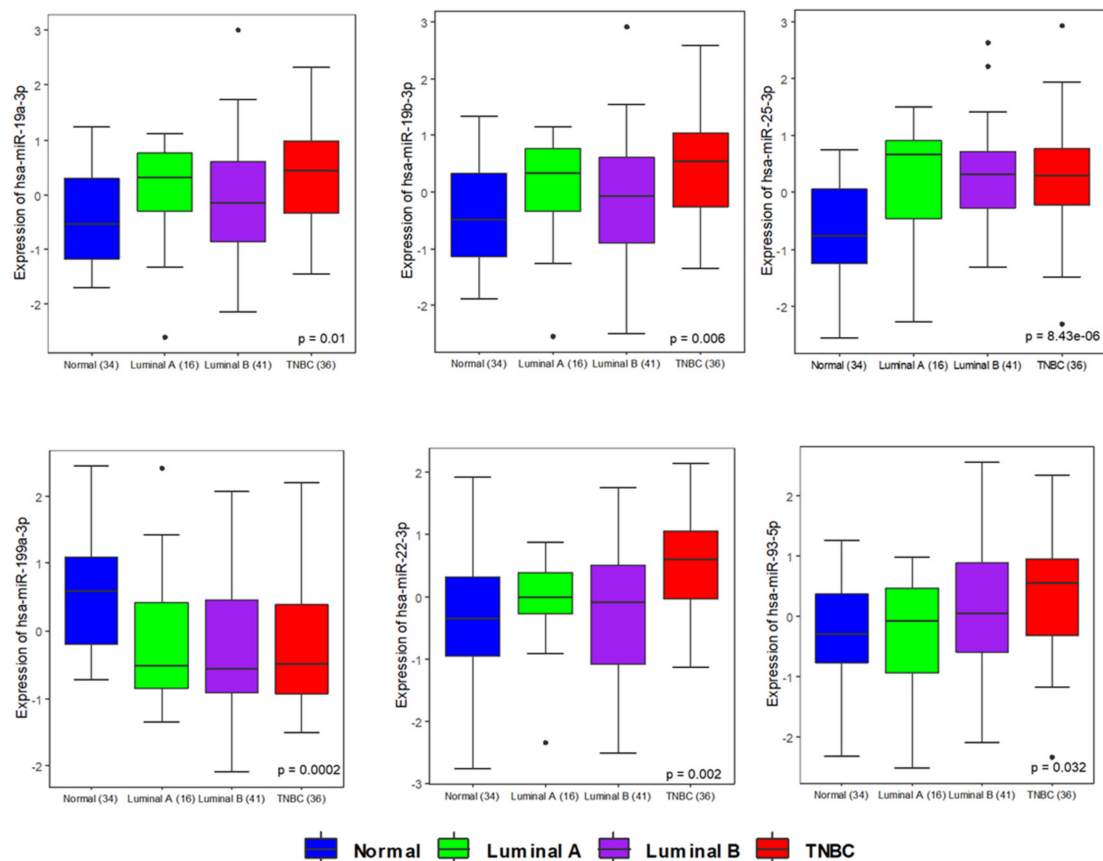 Expression of hsa-miR-19a-3p
3
2
1
0
-1
-2
p = 0.01
Normal (34) Luminal A (16) Luminal B (41) TNBC (36)
Expression of hsa-miR-19b-3p
3
2
1
0
-1
-2
p = 0.006
Normal (34) Luminal A (16) Luminal B (41) TNBC (36)
Expression of hsa-miR-25-3p
3
2
1
0
-1
-2
p = 8.43e-06
Normal (34) Luminal A (16) Luminal B (41) TNBC (36)
Expression of hsa-miR-199a-3p
2
1
0
-1
-2
p = 0.0002
Normal (34) Luminal A (16) Luminal B (41) TNBC (36)
Expression of hsa-miR-22-3p
2
1
0
-1
-2
-3
p = 0.002
Normal (34) Luminal A (16) Luminal B (41) TNBC (36)
Expression of hsa-miR-93-5p
2
1
0
-1
-2
p = 0.032
Normal (34) Luminal A (16) Luminal B (41) TNBC (36)
Normal Luminal A Luminal B TNBC